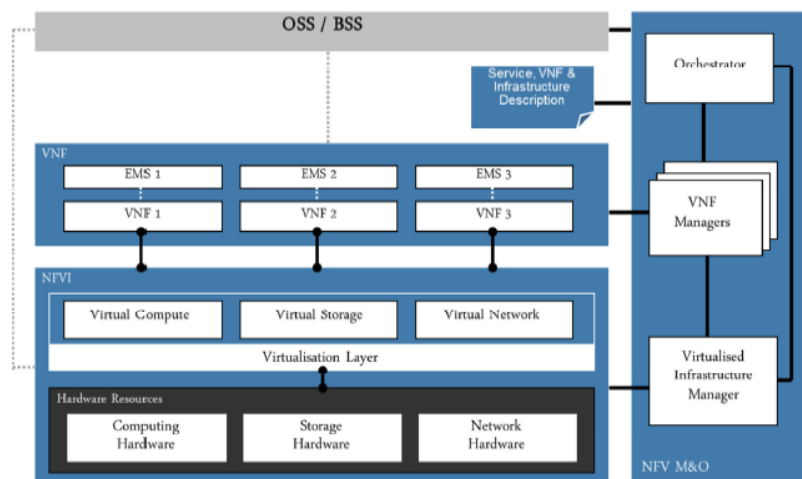 OSS / BSS
Orchestrator
Service, VNF &
Infrastructure
Description
VNF
EMS 1
EMS 2
EMS 3
VNF 1
VNF 2
VNF 3
VNF
Managers
NFVI
Virtual Compute
Virtual Storage
Virtual Network
Virtualisation Layer
Virtualised
Infrastructure
Manager
Hardware Resources
Computing
Hardware
Storage
Hardware
Network
Hardware
NFV M&O